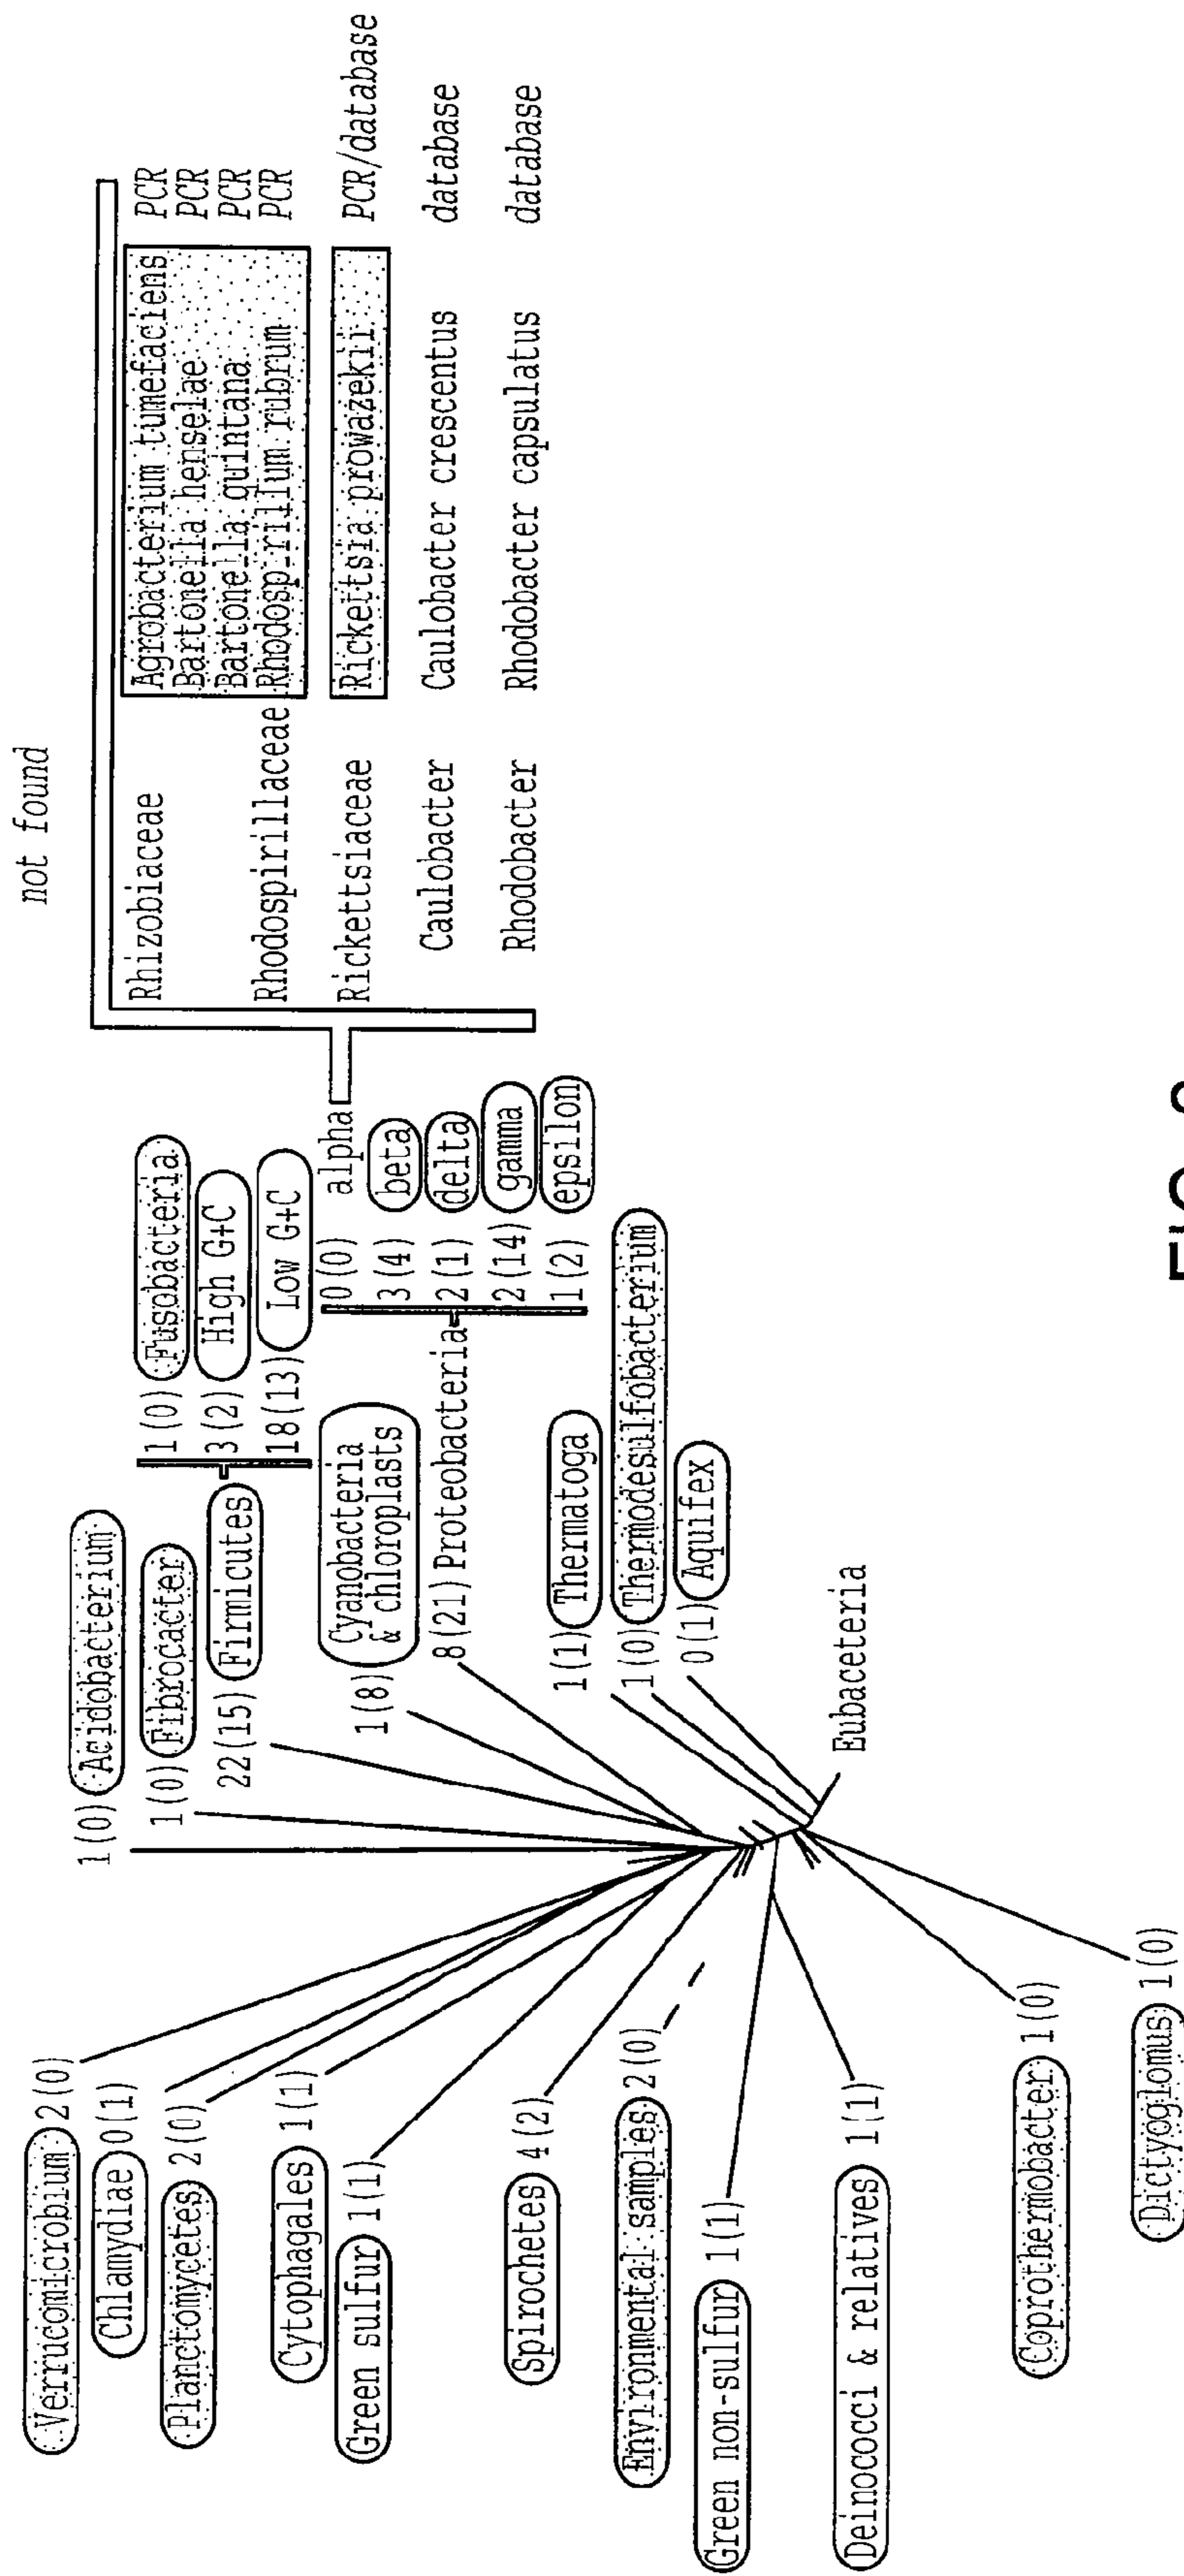 not found
Rhizobiaceae Agrobacterium tumefaciens PCR
Bartonella henselae PCR
Bartonella quintana PCR
Rhodospirillaceae Rhodospirillum rubrum PCR
Rickettsiaceae Rickettsia prowazekii PCR/database
Caulobacter Caulobacter crescentus database
Rhodobacter Rhodobacter capsulatus database
1(0) Fusobacteria
3(2) High G+C
18(13) Low G+C
0(0) alpha
3(4) beta
2(1) delta
2(14) gamma
1(2) epsilon
1(0) Acidobacterium
1(0) Fibrocacter
22(15) Firmicutes
1(8) Cyanobacteria
& chloroplasts
8(21) Proteobacteria
1(1) Thermatoga
1(0) Thermodesulfobacterium
0(1) Aquifex
Eubaceteria
Verrucomicrobium 2(0)
Chlamydiae 0(1)
Planctomycetes 2(0)
Cytophagales 1(1)
Green sulfur 1(1)
Spirochetes 4(2)
Environmental samples 2(0)
Green non-sulfur 1(1)
Deinococci & relatives 1(1)
Coprothermobacter 1(0)
Dictyoglomus 1(0)